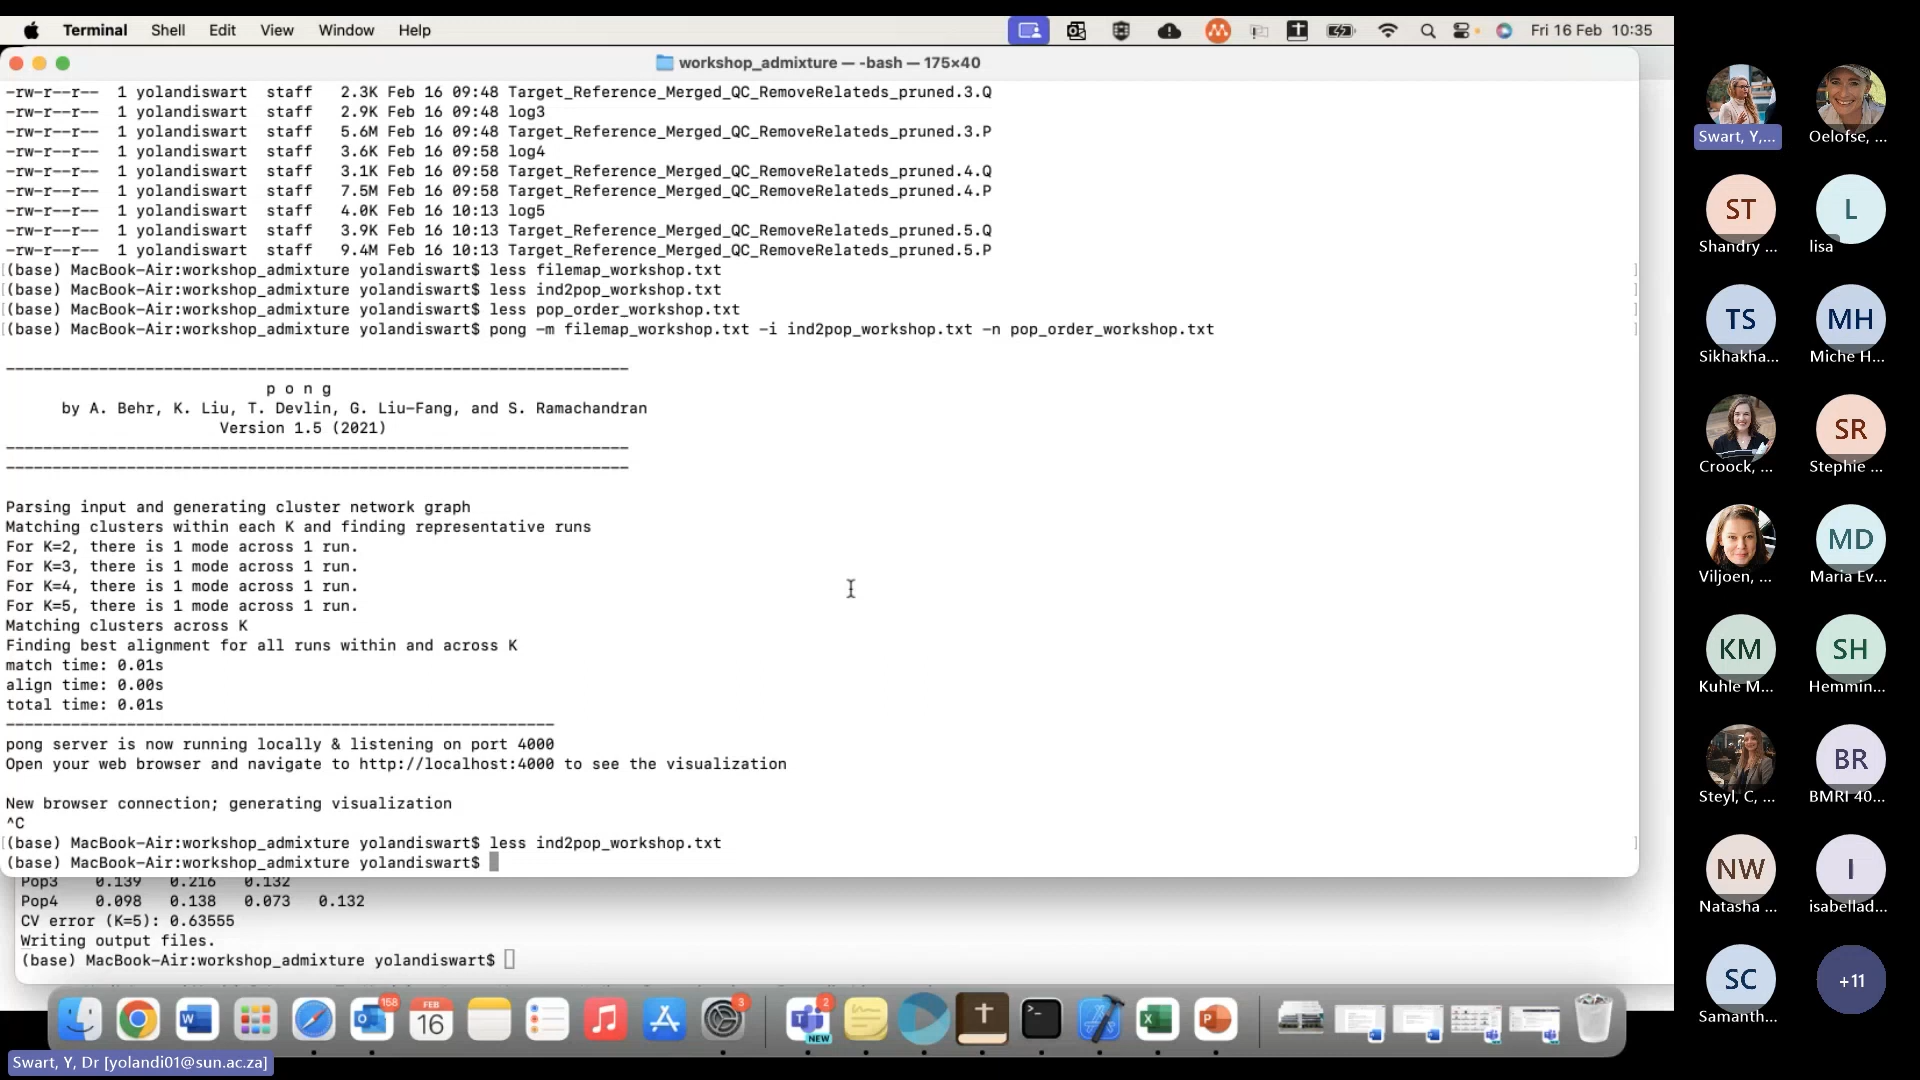 Terminal Shell Edit View Window Help Fri 16 Feb 10:35
workshop_admixture — -bash — 175×40
-rw-r--r-- 1 yolandiswart staff 2.3K Feb 16 09:48 Target_Reference_Merged_QC_RemoveRelateds_pruned.3.Q
-rw-r--r-- 1 yolandiswart staff 2.9K Feb 16 09:48 log3
-rw-r--r-- 1 yolandiswart staff 5.6M Feb 16 09:48 Target_Reference_Merged_QC_RemoveRelateds_pruned.3.P
-rw-r--r-- 1 yolandiswart staff 3.6K Feb 16 09:58 log4
-rw-r--r-- 1 yolandiswart staff 3.1K Feb 16 09:58 Target_Reference_Merged_QC_RemoveRelateds_pruned.4.Q
-rw-r--r-- 1 yolandiswart staff 7.5M Feb 16 09:58 Target_Reference_Merged_QC_RemoveRelateds_pruned.4.P
-rw-r--r-- 1 yolandiswart staff 4.0K Feb 16 10:13 log5
-rw-r--r-- 1 yolandiswart staff 3.9K Feb 16 10:13 Target_Reference_Merged_QC_RemoveRelateds_pruned.5.Q
-rw-r--r-- 1 yolandiswart staff 9.4M Feb 16 10:13 Target_Reference_Merged_QC_RemoveRelateds_pruned.5.P
[(base) MacBook-Air:workshop_admixture yolandiswart$ less filemap_workshop.txt ]
[(base) MacBook-Air:workshop_admixture yolandiswart$ less ind2pop_workshop.txt ]
[(base) MacBook-Air:workshop_admixture yolandiswart$ less pop_order_workshop.txt ]
[(base) MacBook-Air:workshop_admixture yolandiswart$ pong -m filemap_workshop.txt -i ind2pop_workshop.txt -n pop_order_workshop.txt ]
-------------------------------------------------------------------
p o n g
by A. Behr, K. Liu, T. Devlin, G. Liu-Fang, and S. Ramachandran
Version 1.5 (2021)
-------------------------------------------------------------------
-------------------------------------------------------------------
Parsing input and generating cluster network graph
Matching clusters within each K and finding representative runs
For K=2, there is 1 mode across 1 run.
For K=3, there is 1 mode across 1 run.
For K=4, there is 1 mode across 1 run.
For K=5, there is 1 mode across 1 run.
Matching clusters across K
Finding best alignment for all runs within and across K
match time: 0.01s
align time: 0.00s
total time: 0.01s
-----------------------------------------------------------
pong server is now running locally & listening on port 4000
Open your web browser and navigate to http://localhost:4000 to see the visualization
New browser connection; generating visualization
^C
[(base) MacBook-Air:workshop_admixture yolandiswart$ less ind2pop_workshop.txt ]
(base) MacBook-Air:workshop_admixture yolandiswart$
Pop3 0.139 0.216 0.132
Pop4 0.098 0.138 0.073 0.132
CV error (K=5): 0.63555
Writing output files.
(base) MacBook-Air:workshop_admixture yolandiswart$
158
FEB
16
3
2
NEW
Swart, Y, Dr [yolandi01@sun.ac.za]
Swart, Y,... Oelofse, ...
ST L
Shandry ... lisa
TS MH
Sikhakha... Miche H...
SR
Croock, ... Stephie ...
MD
Viljoen, ... Maria Ev...
KM SH
Kuhle M... Hemmin...
BR
Steyl, C, ... BMRI 40...
NW I
Natasha ... isabellad...
SC +11
Samanth...